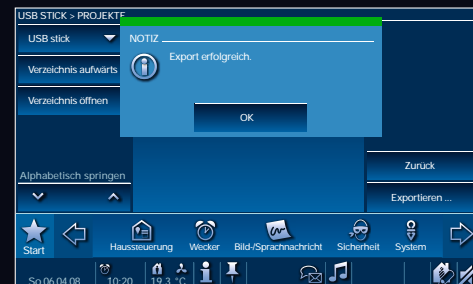 USB STICK > PROJEKTE
USB stick
NOTIZ
Verzeichnis aufwärts
Export erfolgreich.
Verzeichnis öffnen
OK
Alphabetisch springen
Zurück
Exportieren ...
Start
Haussteuerung
Wecker
Bild-/Sprachnachricht
Sicherheit
System
So 06.04.08
10:20
19.3 °C